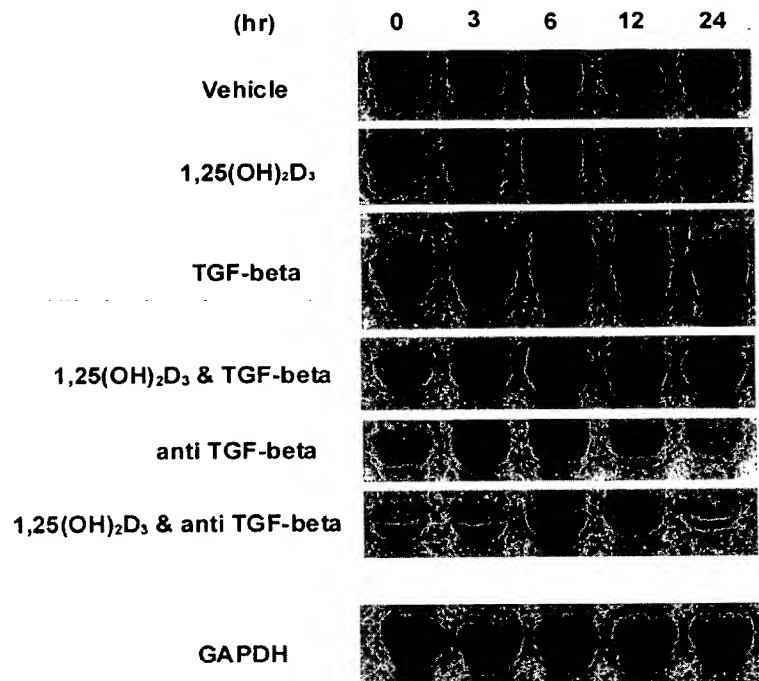 (hr) 0 3 6 12 24
Vehicle
1,25(OH)₂D₃
TGF-beta
1,25(OH)₂D₃ & TGF-beta
anti TGF-beta
1,25(OH)₂D₃ & anti TGF-beta
GAPDH